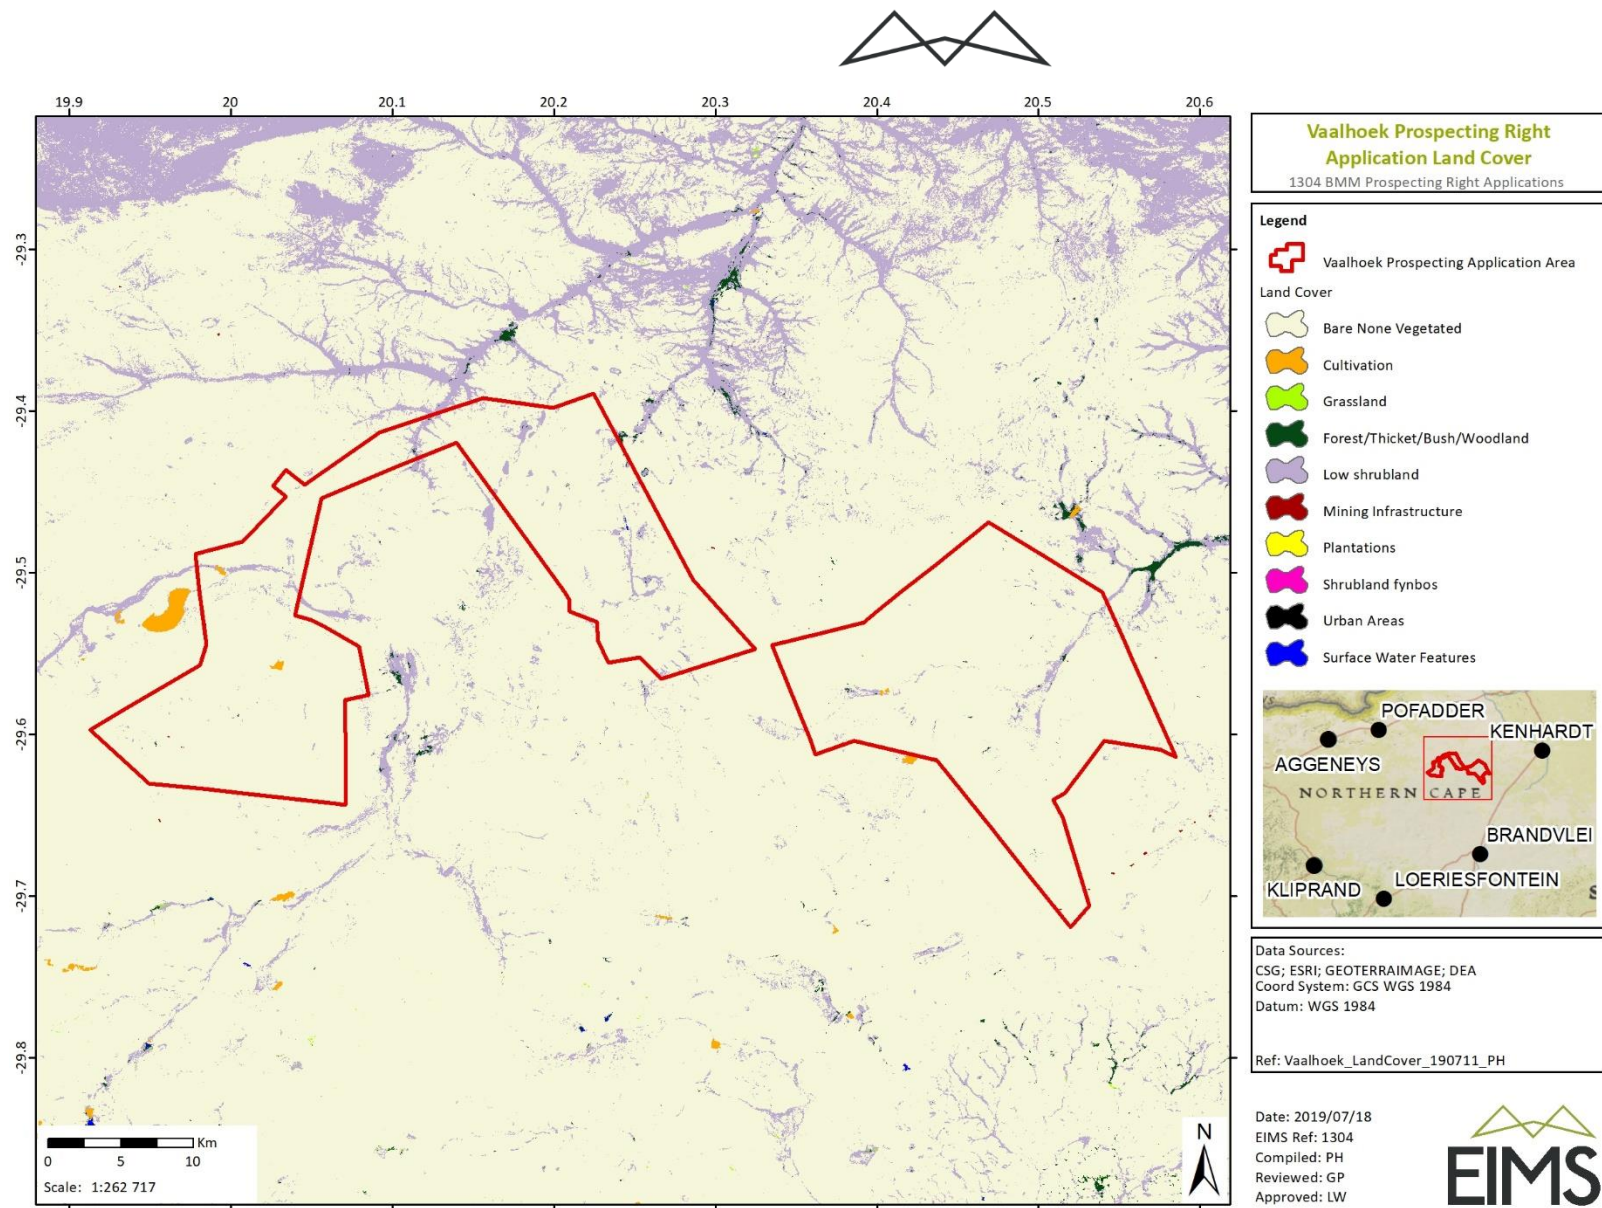 19.9 20 20.1 20.2 20.3 20.4 20.5 20.6
-29.3
-29.4
-29.5
-29.6
-29.7
-29.8
Km
0 5 10
Scale: 1:262 717
N
Vaalhoek Prospecting Right
Application Land Cover
1304 BMM Prospecting Right Applications
Legend
Vaalhoek Prospecting Application Area
Land Cover
Bare None Vegetated
Cultivation
Grassland
Forest/Thicket/Bush/Woodland
Low shrubland
Mining Infrastructure
Plantations
Shrubland fynbos
Urban Areas
Surface Water Features
POFADDER
KENHARDT
AGGENEYS
NORTHERN CAPE
BRANDVLEI
KLIPRAND
LOERIESFONTEIN
S
Data Sources:
CSG; ESRI; GEOTERRAIMAGE; DEA
Coord System: GCS WGS 1984
Datum: WGS 1984
Ref: Vaalhoek_LandCover_190711_PH
Date: 2019/07/18
EIMS Ref: 1304
Compiled: PH
Reviewed: GP
Approved: LW
EIMS